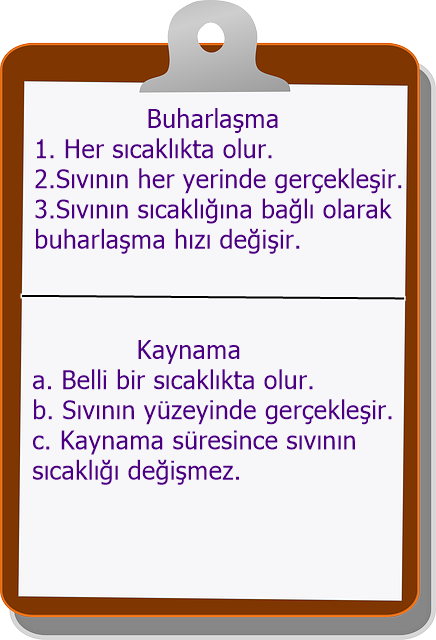 Buharlaşma
1. Her sıcaklıkta olur.
2.Sıvının her yerinde gerçekleşir.
3.Sıvının sıcaklığına bağlı olarak
buharlaşma hızı değişir.
Kaynama
a. Belli bir sıcaklıkta olur.
b. Sıvının yüzeyinde gerçekleşir.
c. Kaynama süresince sıvının
sıcaklığı değişmez.